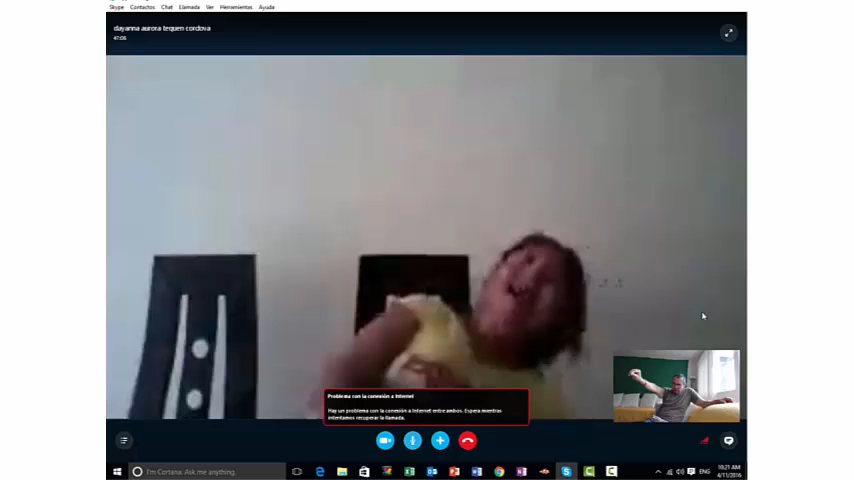 Skype Contactos Chat Llamada Ver Herramientas Ayuda
dayanna aurora tequen cordova
47:05
Problema con la conexión a Internet
Hay un problema con la conexión a Internet entre ambos. Espera mientras
intentamos recuperar la llamada.
I'm Cortana. Ask me anything.
ENG
10:21 AM
4/11/2016